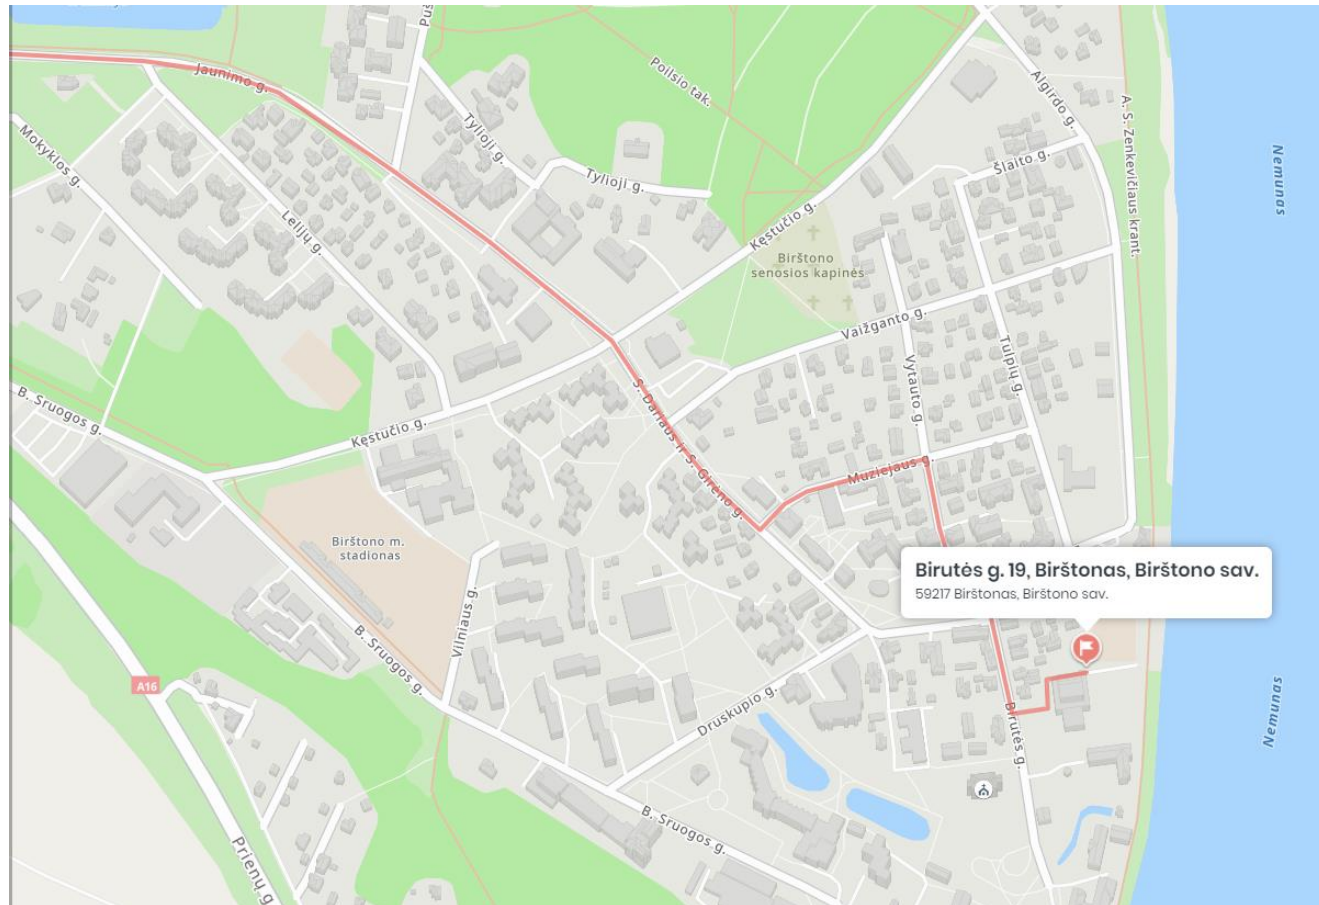 Puš
Jaunimo g.
Poilsio tak.
Algirdo g.
A. S. Zenkevičiaus krant.
Mokyklos g.
Tylioji g.
Šlaito g.
Nemunas
Tylioji g.
Lelijų g.
Kęstučio g.
Birštono
senosios kapinės
Vaižganto g.
Tulpių g.
Vytauto g.
B. Sruogos g.
Kęstučio g.
S. Dariaus ir S. Girėno g.
Muziejaus g.
Birštono m.
stadionas
Birutės g. 19, Birštonas, Birštono sav.
59217 Birštonas, Birštono sav.
Vilniaus g.
B. Sruogos g.
A16
Druskupio g.
Birutės g.
Nemunas
B. Sruogos g.
Prienų g